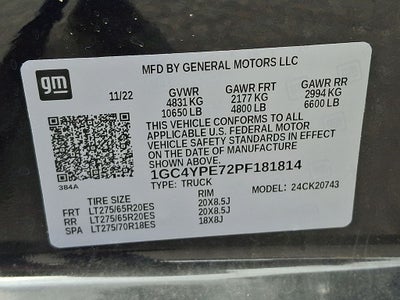 gm
MFD BY GENERAL MOTORS LLC
11/22
GVWR GAWR FRT GAWR RR
4831 KG 2177 KG 2994 KG
10650 LB 4800 LB 6600 LB
THIS VEHICLE CONFORMS TO ALL
APPLICABLE U.S. FEDERAL MOTOR
VEHICLE SAFETY STANDARDS IN EFFECT
ON THE DATE OF MANUFACTURE
SHOWN ABOVE.
1GC4YPE72PF181814
384A
TYPE: TRUCK MODEL: 24CK20743
TIRE SIZE RIM
FRT LT275/65R20ES 20X8.5J
RR LT275/65R20ES 20X8.5J
SPA LT275/70R18ES 18X8J